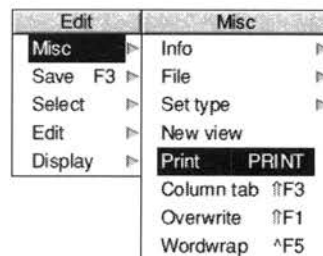 Edit
Misc
Save F3
Select
Edit
Display
Misc
Info
File
Set type
New view
Print PRINT
Column tab ⇑F3
Overwrite ⇑F1
Wordwrap ^F5